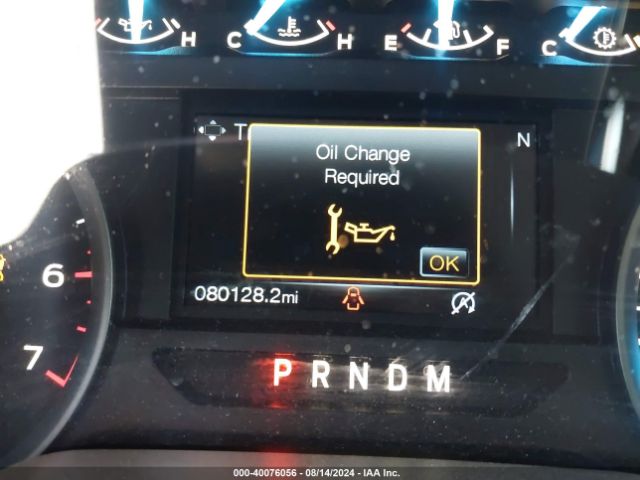 H C H E F C
T N
Oil Change
Required
OK
080128.2mi
6
7
P R N D M
000-40076056 - 08/14/2024 - IAA Inc.